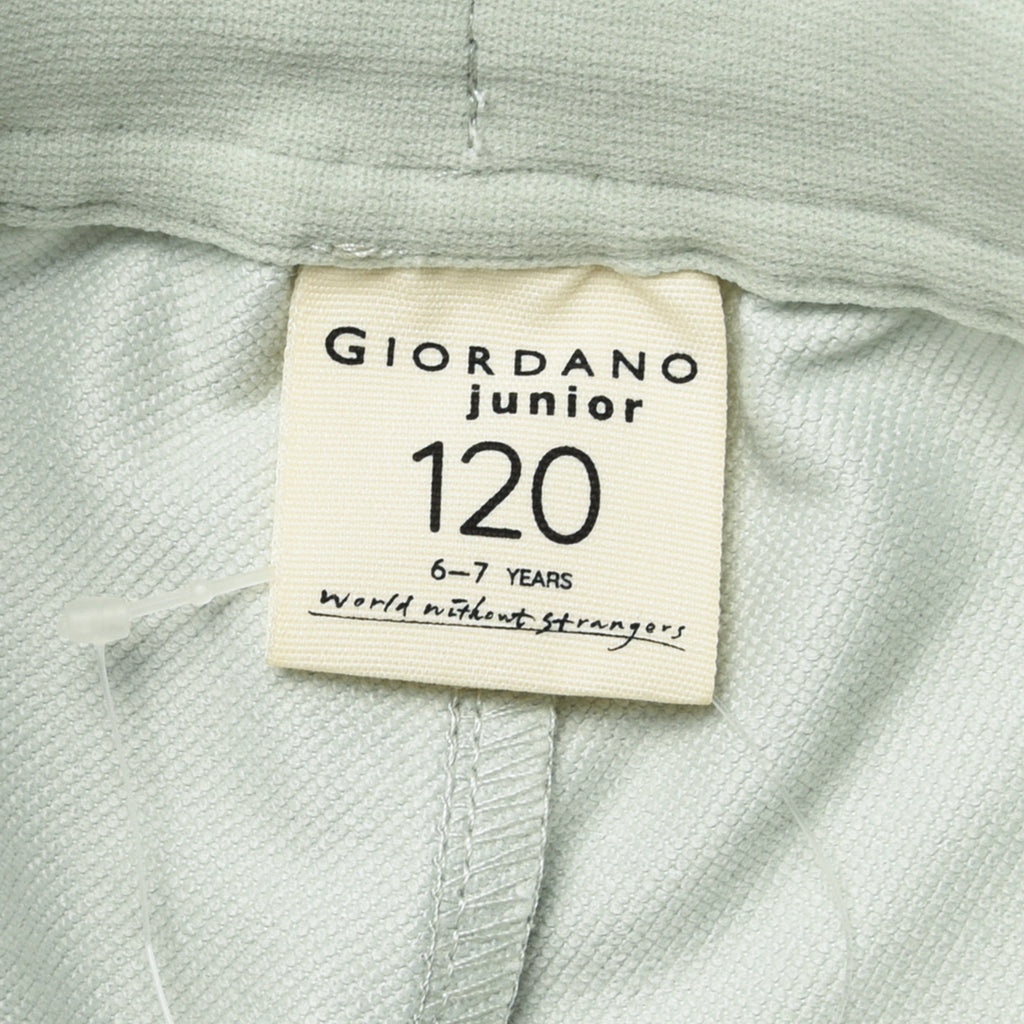 GIORDANO
junior
120
6–7 YEARS
World without strangers